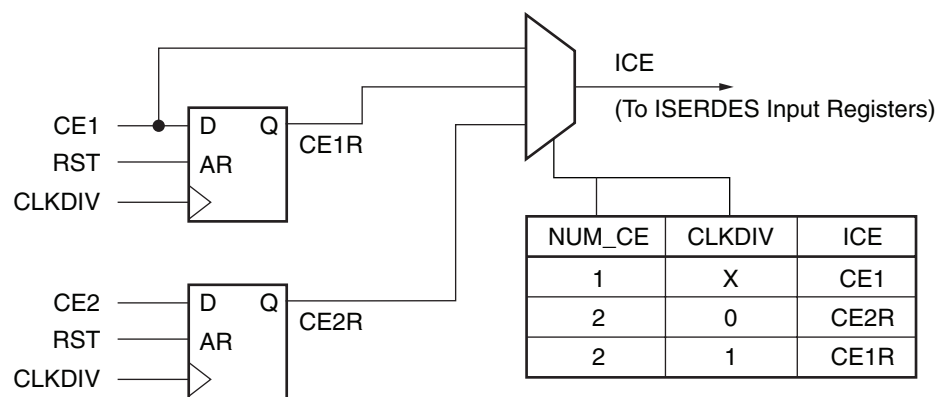 ICE
(To ISERDES Input Registers)
CE1
D
Q
CE1R
RST
AR
CLKDIV
NUM_CE CLKDIV ICE
1 X CE1
2 0 CE2R
2 1 CE1R
CE2
D
Q
CE2R
RST
AR
CLKDIV